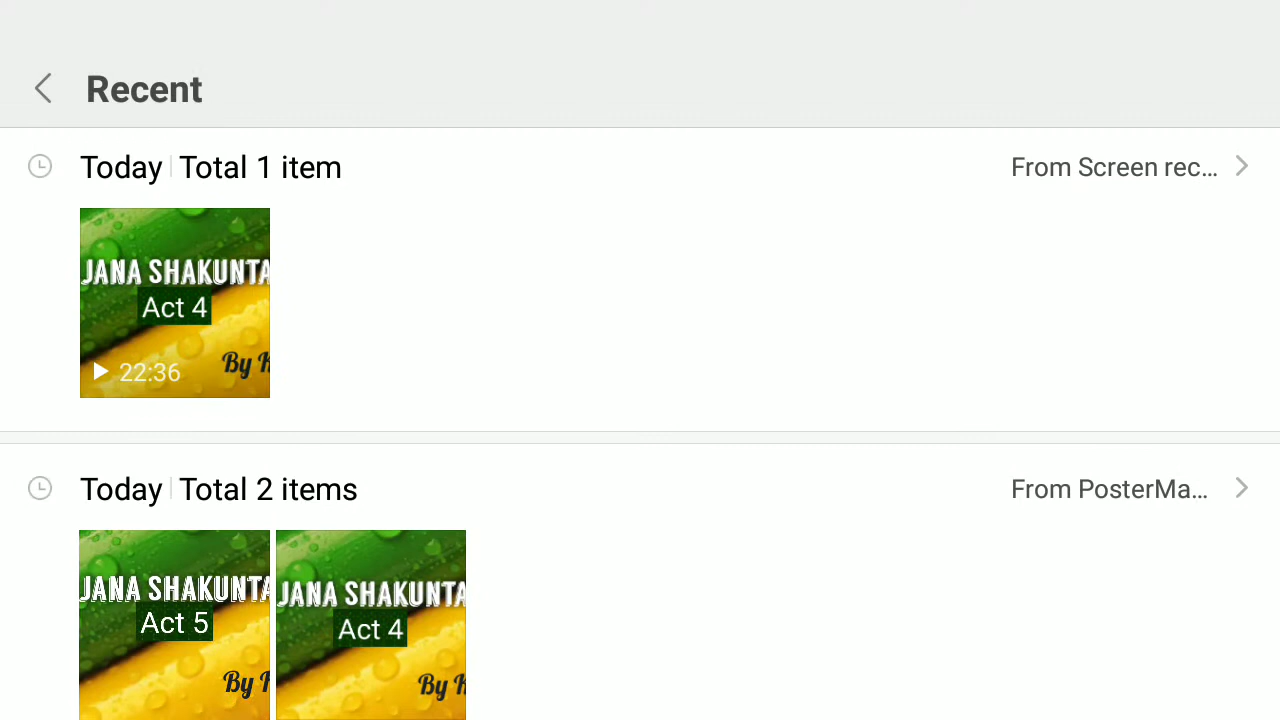 Recent
Today Total 1 item From Screen rec...
JANA SHAKUNTA
Act 4
By
22:36
Today Total 2 items From PosterMa...
JANA SHAKUNTA
Act 5
By
JANA SHAKUNTA
Act 4
By